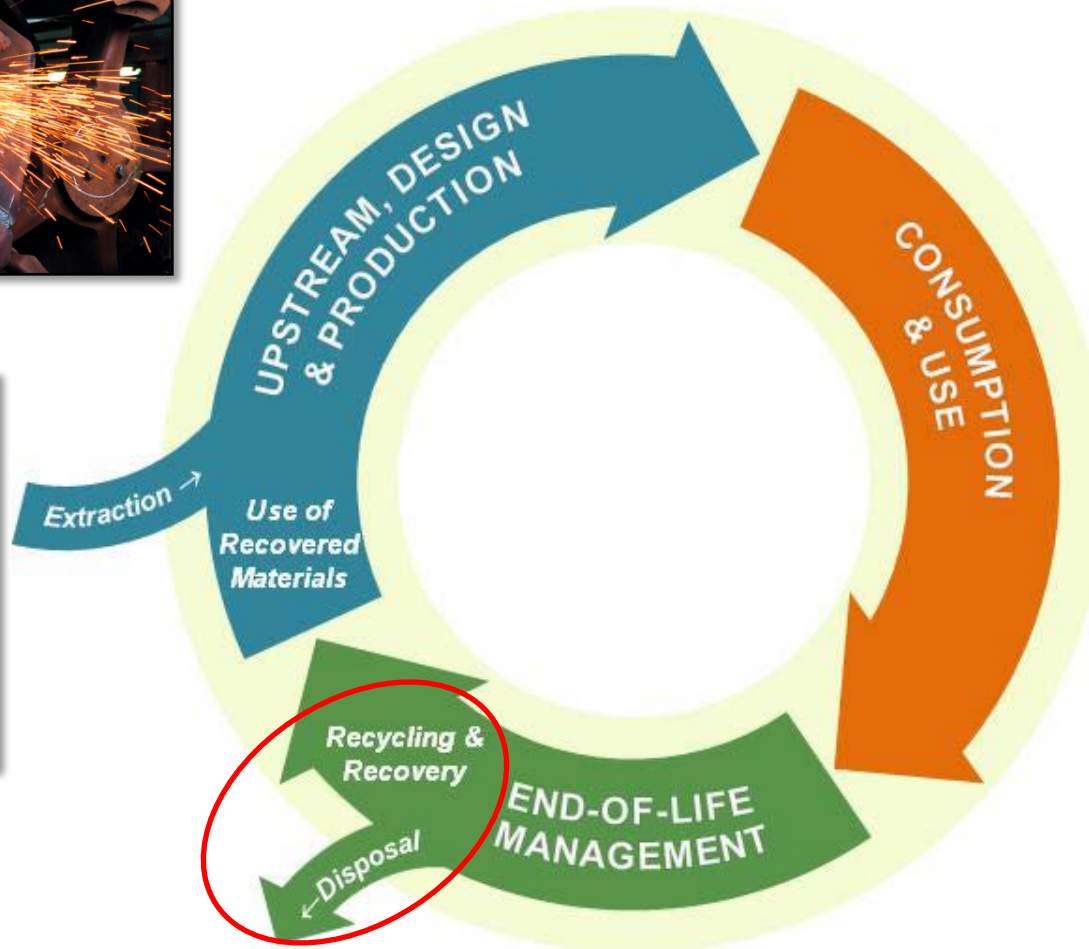 UPSTREAM, DESIGN
& PRODUCTION
CONSUMPTION
& USE
Extraction →
Use of
Recovered
Materials
Recycling &
Recovery
END-OF-LIFE
MANAGEMENT
←Disposal